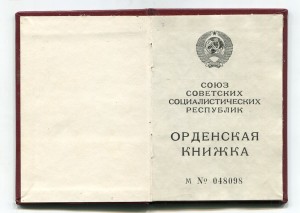 СОЮЗ
СОВЕТСКИХ
СОЦИАЛИСТИЧЕСКИХ
РЕСПУБЛИК
ОРДЕНСКАЯ
КНИЖКА
М № 048098